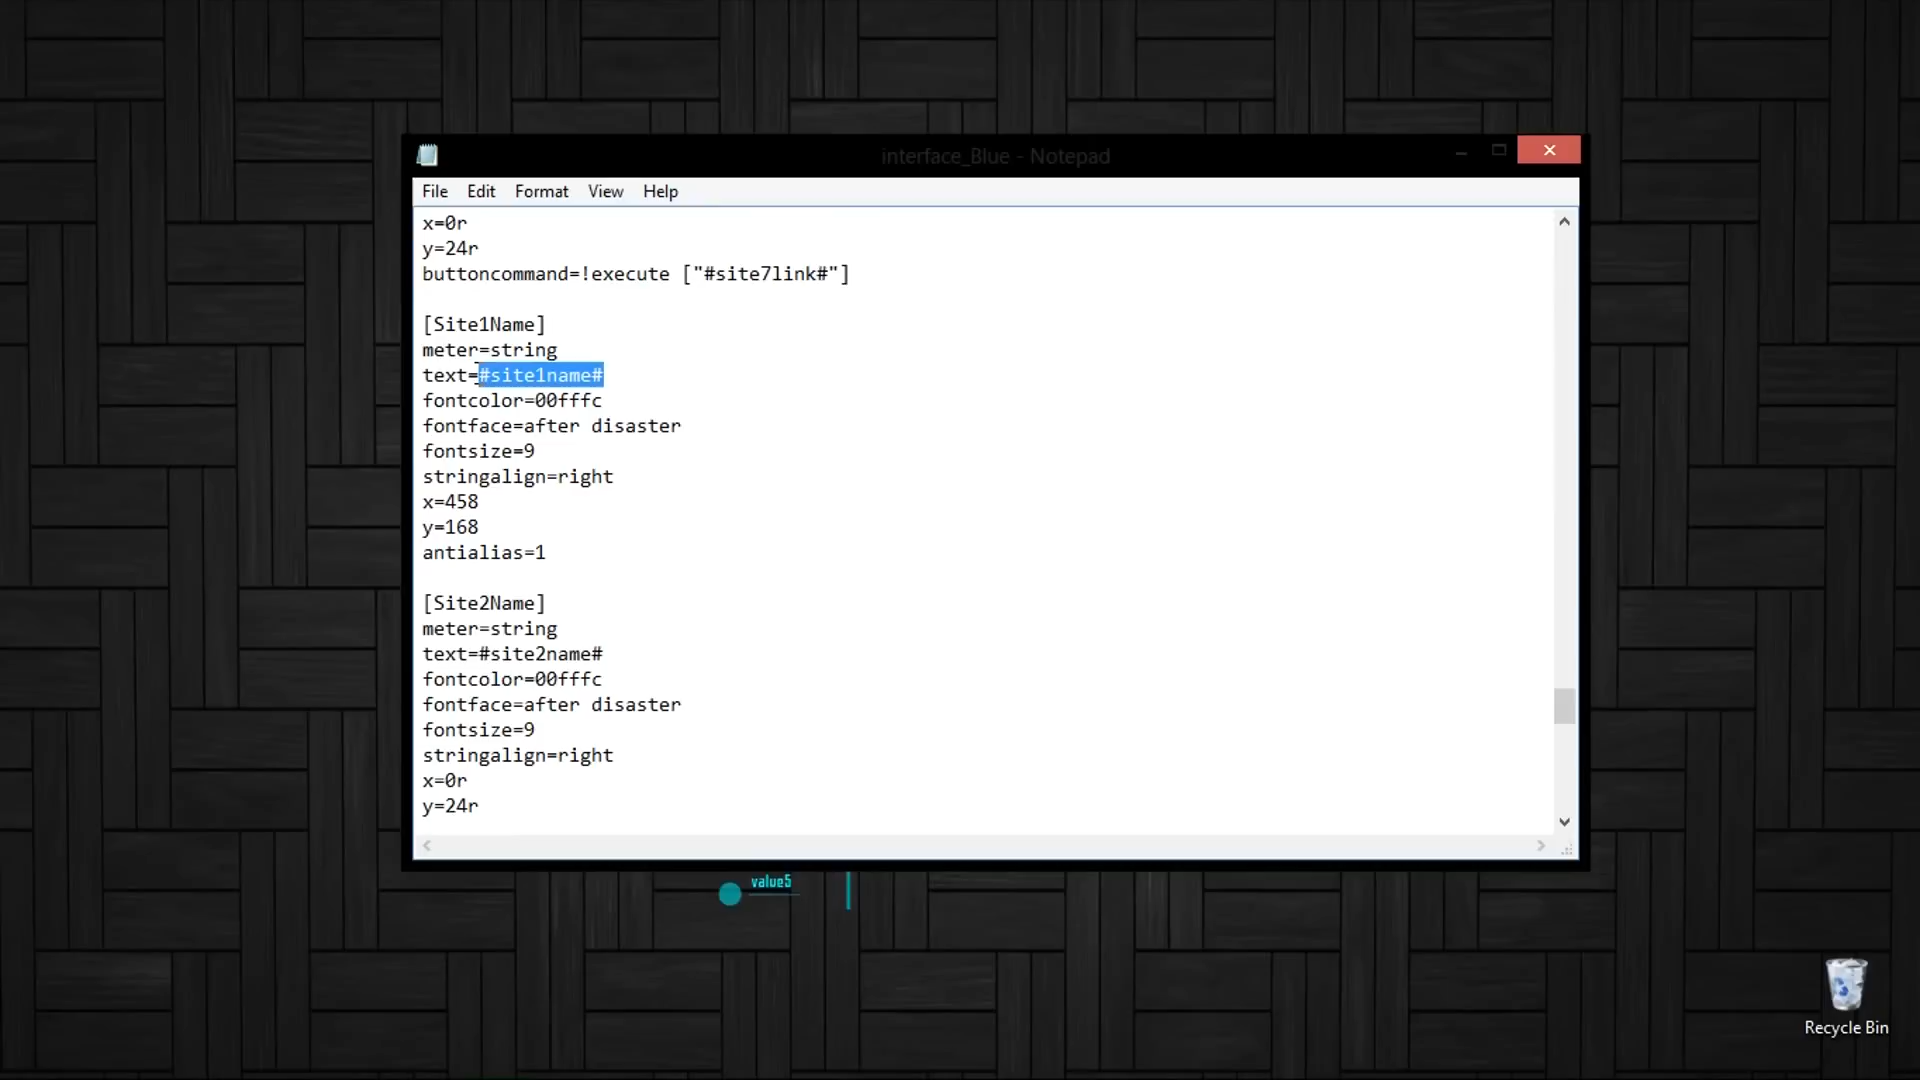 interface_Blue - Notepad
File Edit Format View Help
x=0r
y=24r
buttoncommand=!execute ["#site7link#"]
[Site1Name]
meter=string
text=#site1name#
fontcolor=00fffc
fontface=after disaster
fontsize=9
stringalign=right
x=458
y=168
antialias=1
[Site2Name]
meter=string
text=#site2name#
fontcolor=00fffc
fontface=after disaster
fontsize=9
stringalign=right
x=0r
y=24r
value5
Recycle Bin